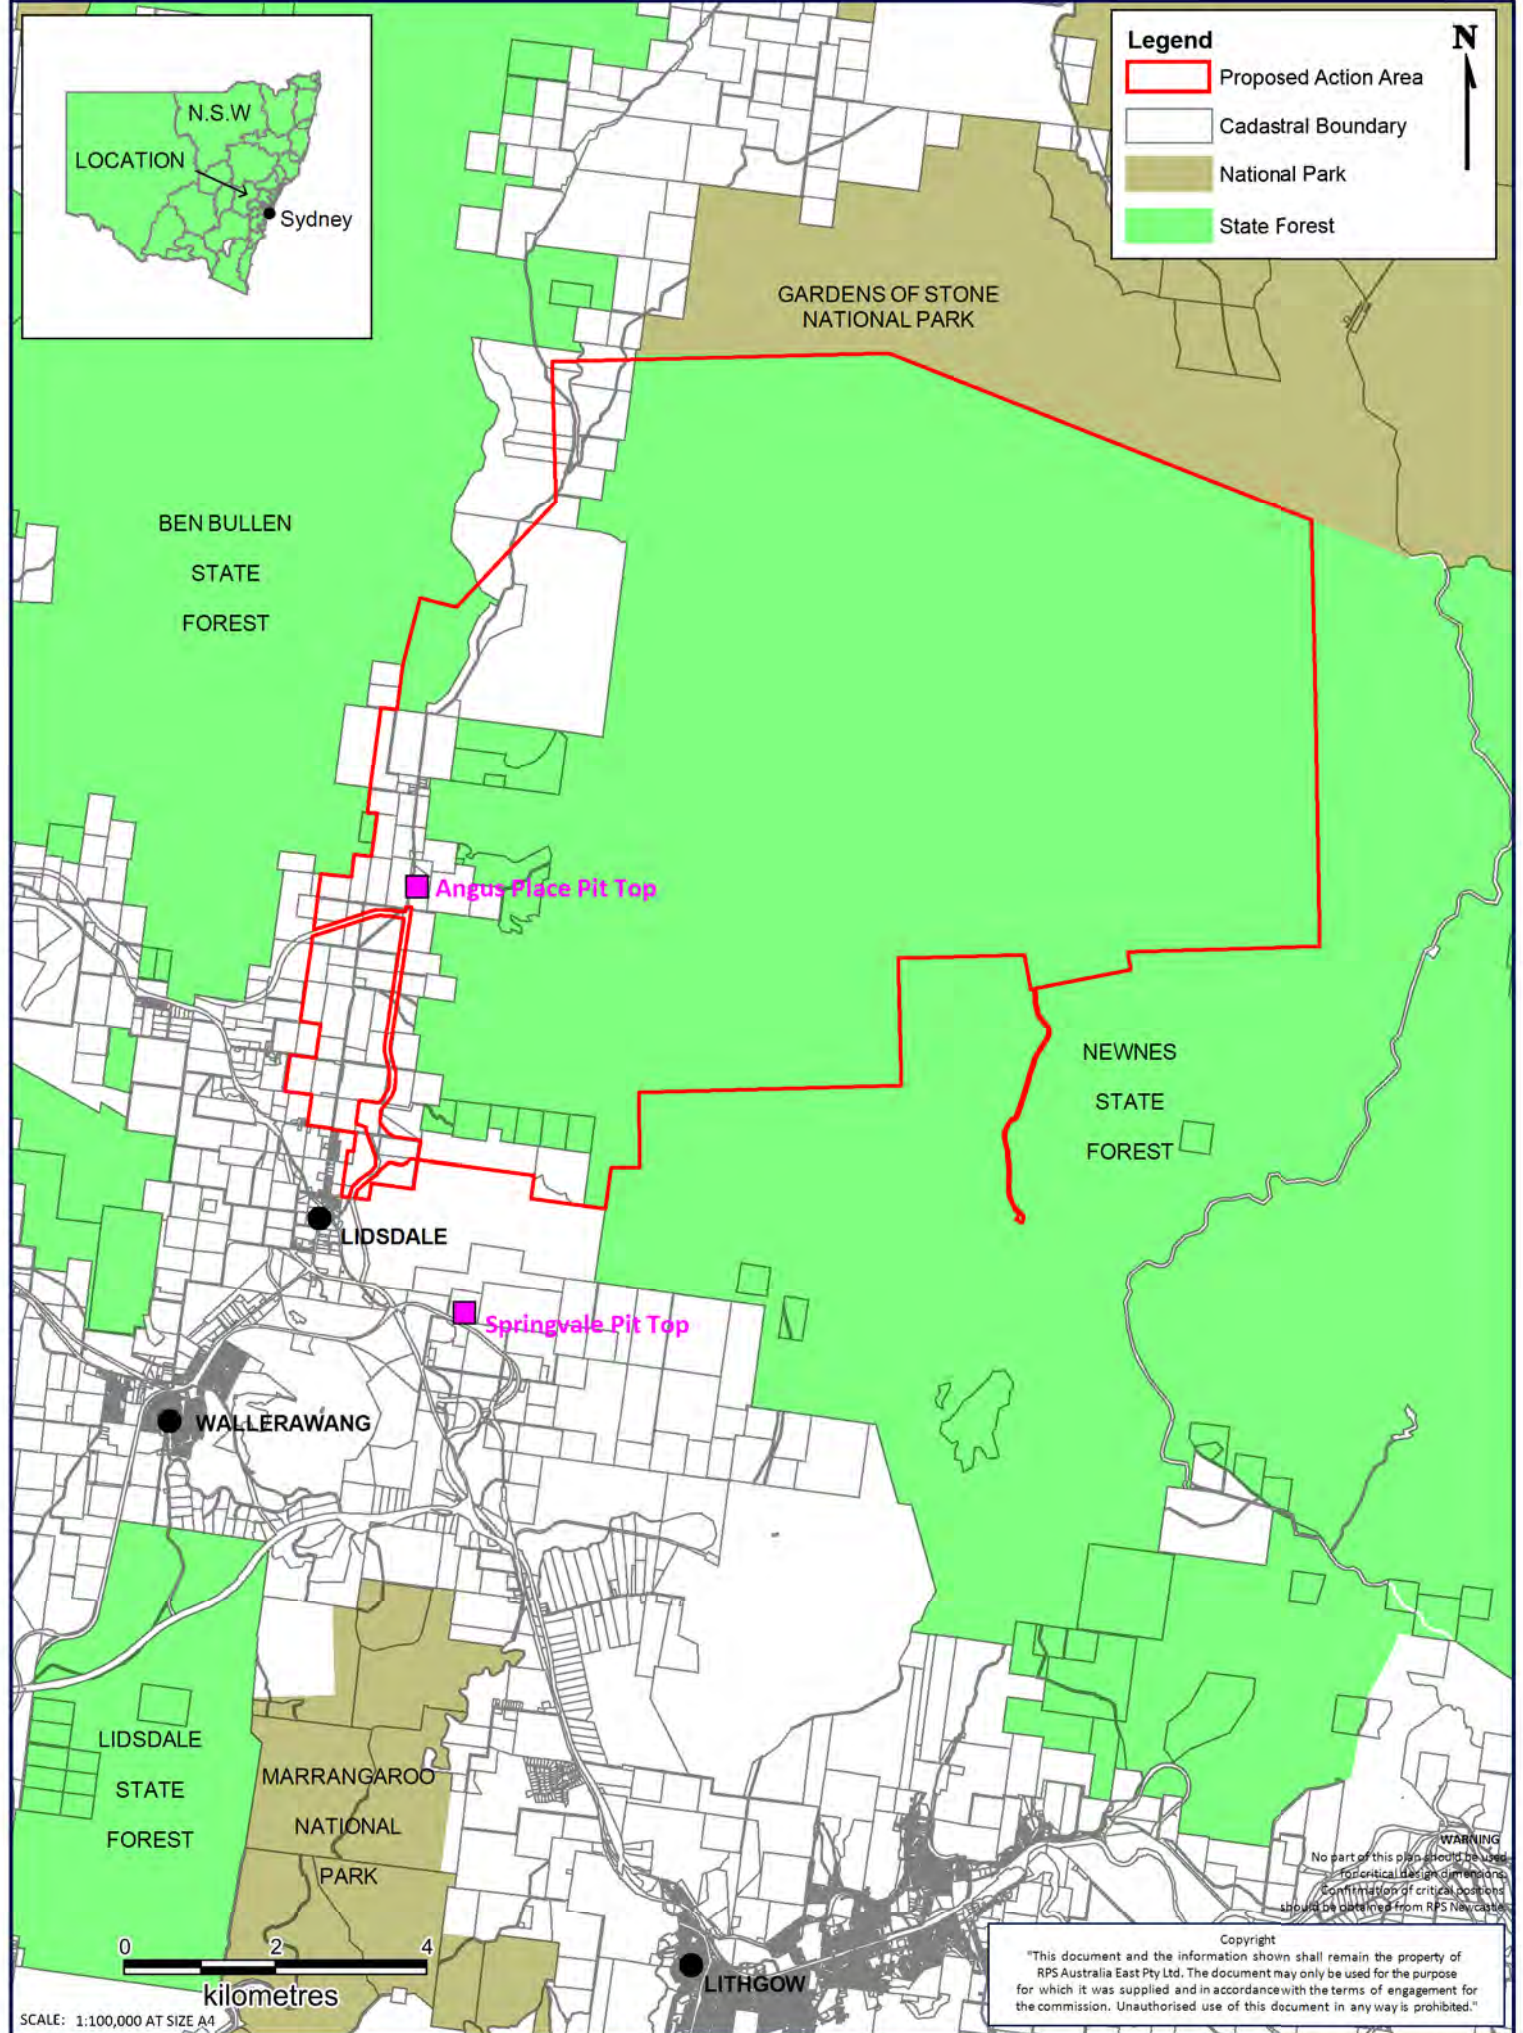 N.S.W
LOCATION
Sydney
Legend
N
Proposed Action Area
Cadastral Boundary
National Park
State Forest
GARDENS OF STONE
NATIONAL PARK
BEN BULLEN
STATE
FOREST
Angus Place Pit Top
NEWNES
STATE
FOREST
LIDSDALE
Springvale Pit Top
WALLERAWANG
LIDSDALE
STATE
FOREST
MARRANGAROO
NATIONAL
PARK
LITHGOW
0 2 4
kilometres
SCALE: 1:100,000 AT SIZE A4
WARNING
No part of this plan should be used
for critical design dimensions.
Confirmation of critical positions
should be obtained from RPS Newcastle
Copyright
"This document and the information shown shall remain the property of
RPS Australia East Pty Ltd. The document may only be used for the purpose
for which it was supplied and in accordance with the terms of engagement for
the commission. Unauthorised use of this document in any way is prohibited."